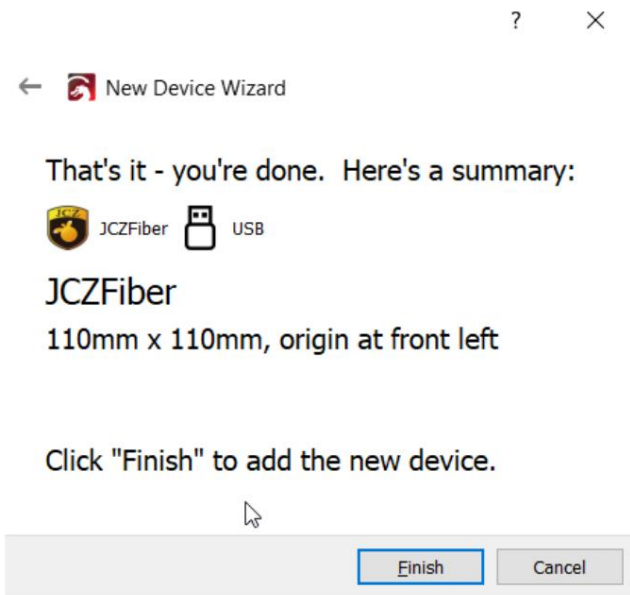 ?
New Device Wizard
That's it - you're done. Here's a summary:
JCZ JCZFiber USB
JCZFiber
110mm x 110mm, origin at front left
Click "Finish" to add the new device.
Finish Cancel